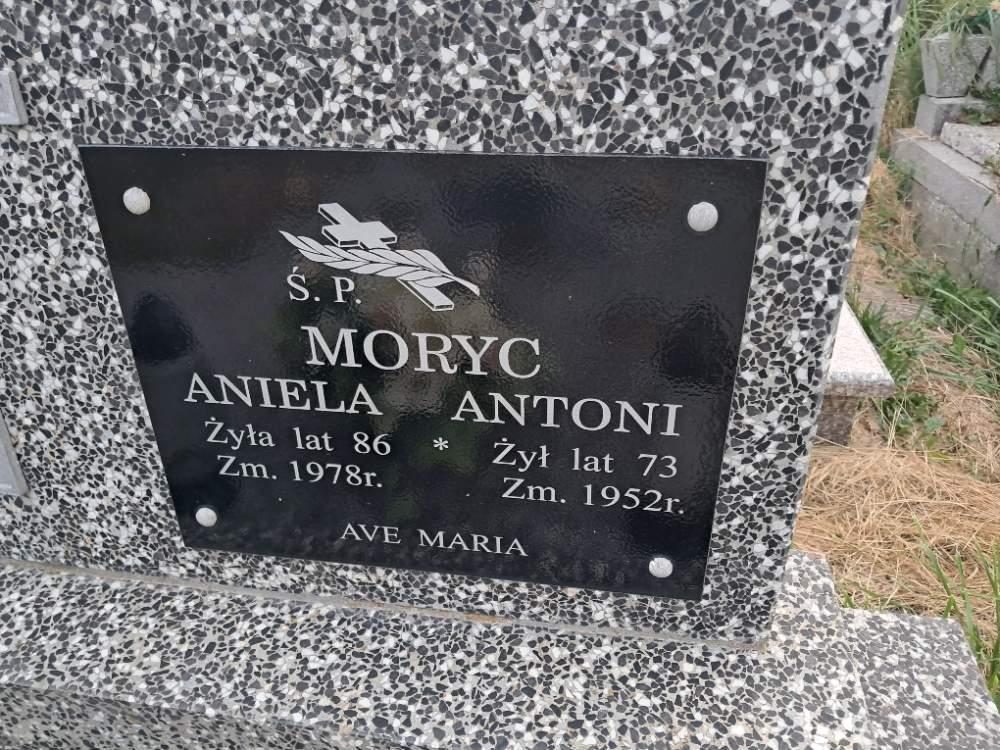 Ś. P.
MORYC
ANIELA ANTONI
Żyła lat 86 * Żył lat 73
Zm. 1978r. Zm. 1952r.
AVE MARIA